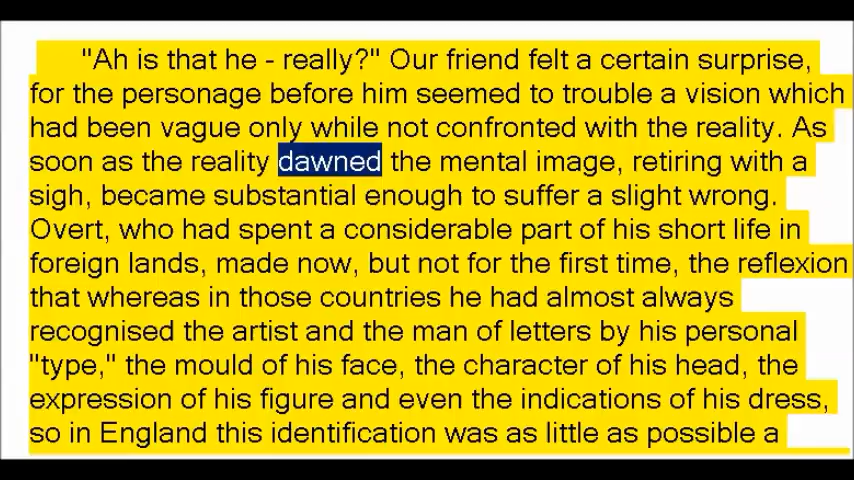 "Ah is that he - really?" Our friend felt a certain surprise,
for the personage before him seemed to trouble a vision which
had been vague only while not confronted with the reality. As
soon as the reality dawned the mental image, retiring with a
sigh, became substantial enough to suffer a slight wrong.
Overt, who had spent a considerable part of his short life in
foreign lands, made now, but not for the first time, the reflexion
that whereas in those countries he had almost always
recognised the artist and the man of letters by his personal
"type," the mould of his face, the character of his head, the
expression of his figure and even the indications of his dress,
so in England this identification was as little as possible a